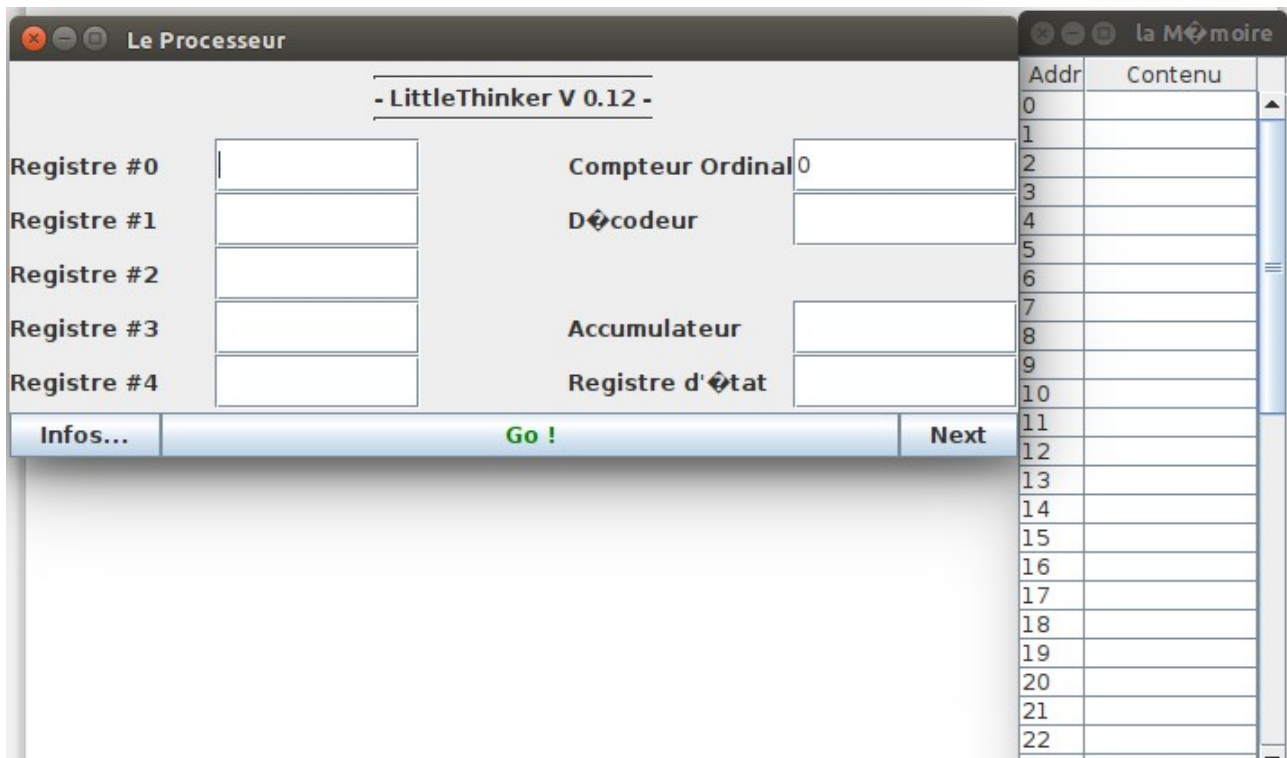 Le Processeur
la M�moire
- LittleThinker V 0.12 -
Registre #0
Compteur Ordinal 0
Registre #1
D�codeur
Registre #2
Registre #3
Accumulateur
Registre #4
Registre d'�tat
Infos...
Go !
Next
Addr Contenu
0
1
2
3
4
5
6
7
8
9
10
11
12
13
14
15
16
17
18
19
20
21
22